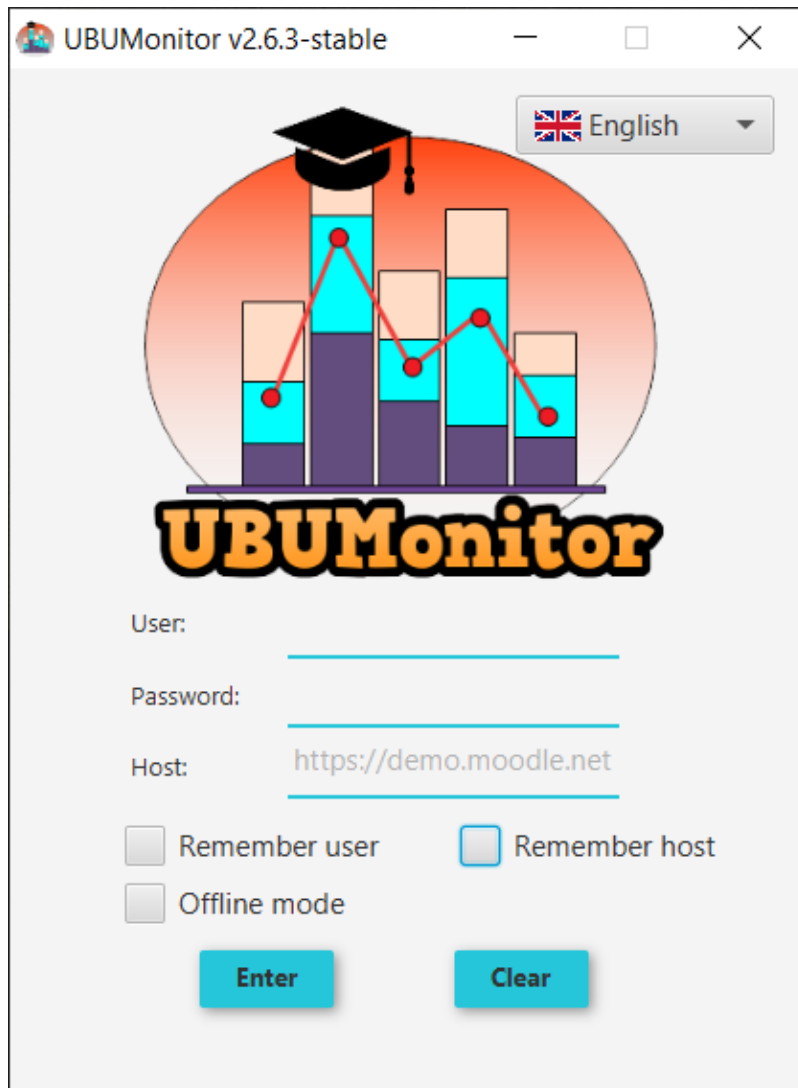 UBUMonitor v2.6.3-stable
English
UBUMonitor
User:
Password:
Host: https://demo.moodle.net
Remember user Remember host
Offline mode
Enter Clear